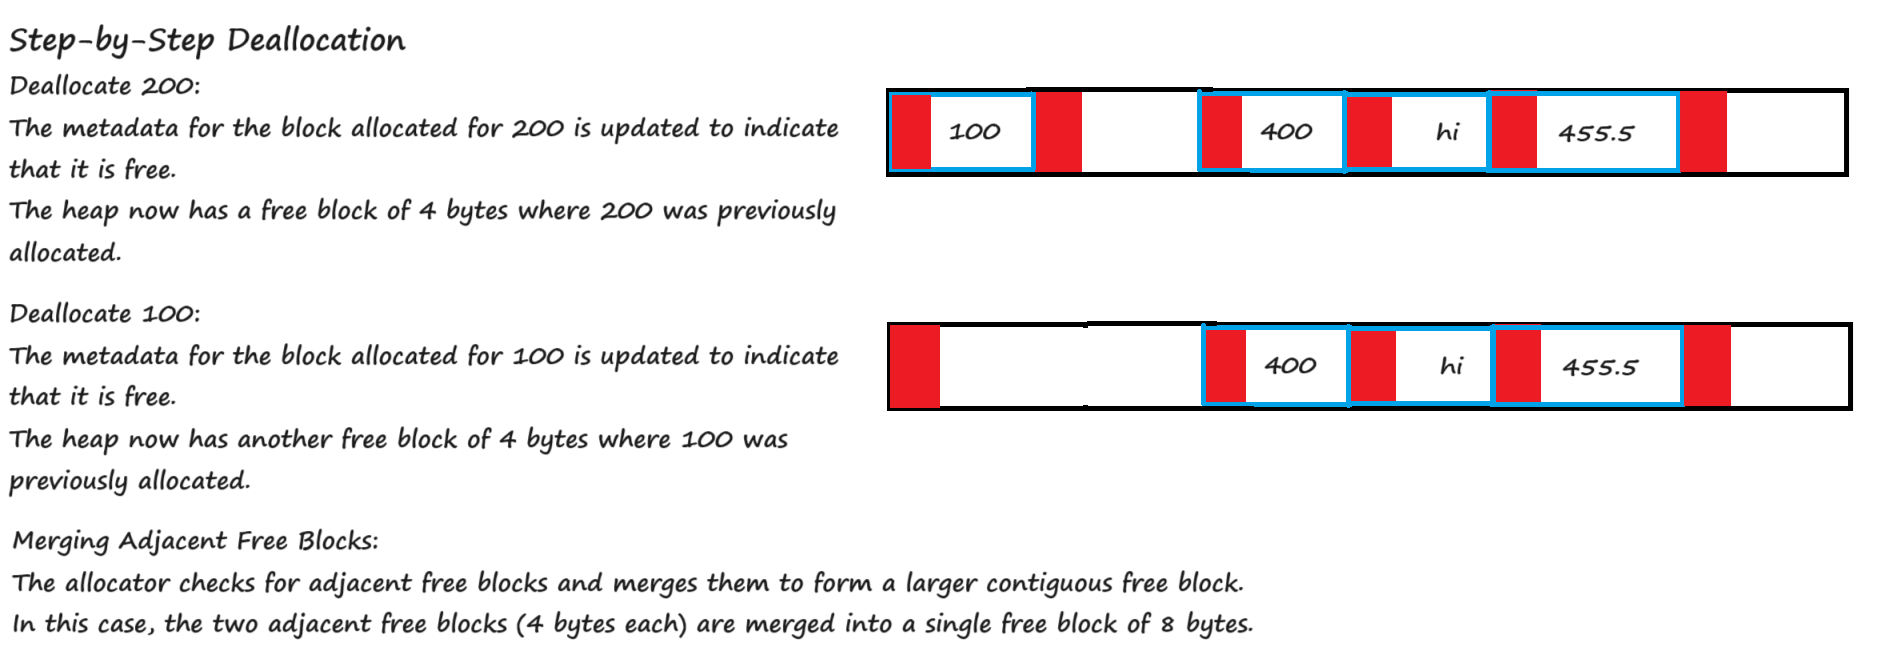 Step-by-Step Deallocation
Deallocate 200:
The metadata for the block allocated for 200 is updated to indicate
that it is free.
The heap now has a free block of 4 bytes where 200 was previously
allocated.
100
400
hi
455.5
Deallocate 100:
The metadata for the block allocated for 100 is updated to indicate
that it is free.
The heap now has another free block of 4 bytes where 100 was
previously allocated.
400
hi
455.5
Merging Adjacent Free Blocks:
The allocator checks for adjacent free blocks and merges them to form a larger contiguous free block.
In this case, the two adjacent free blocks (4 bytes each) are merged into a single free block of 8 bytes.